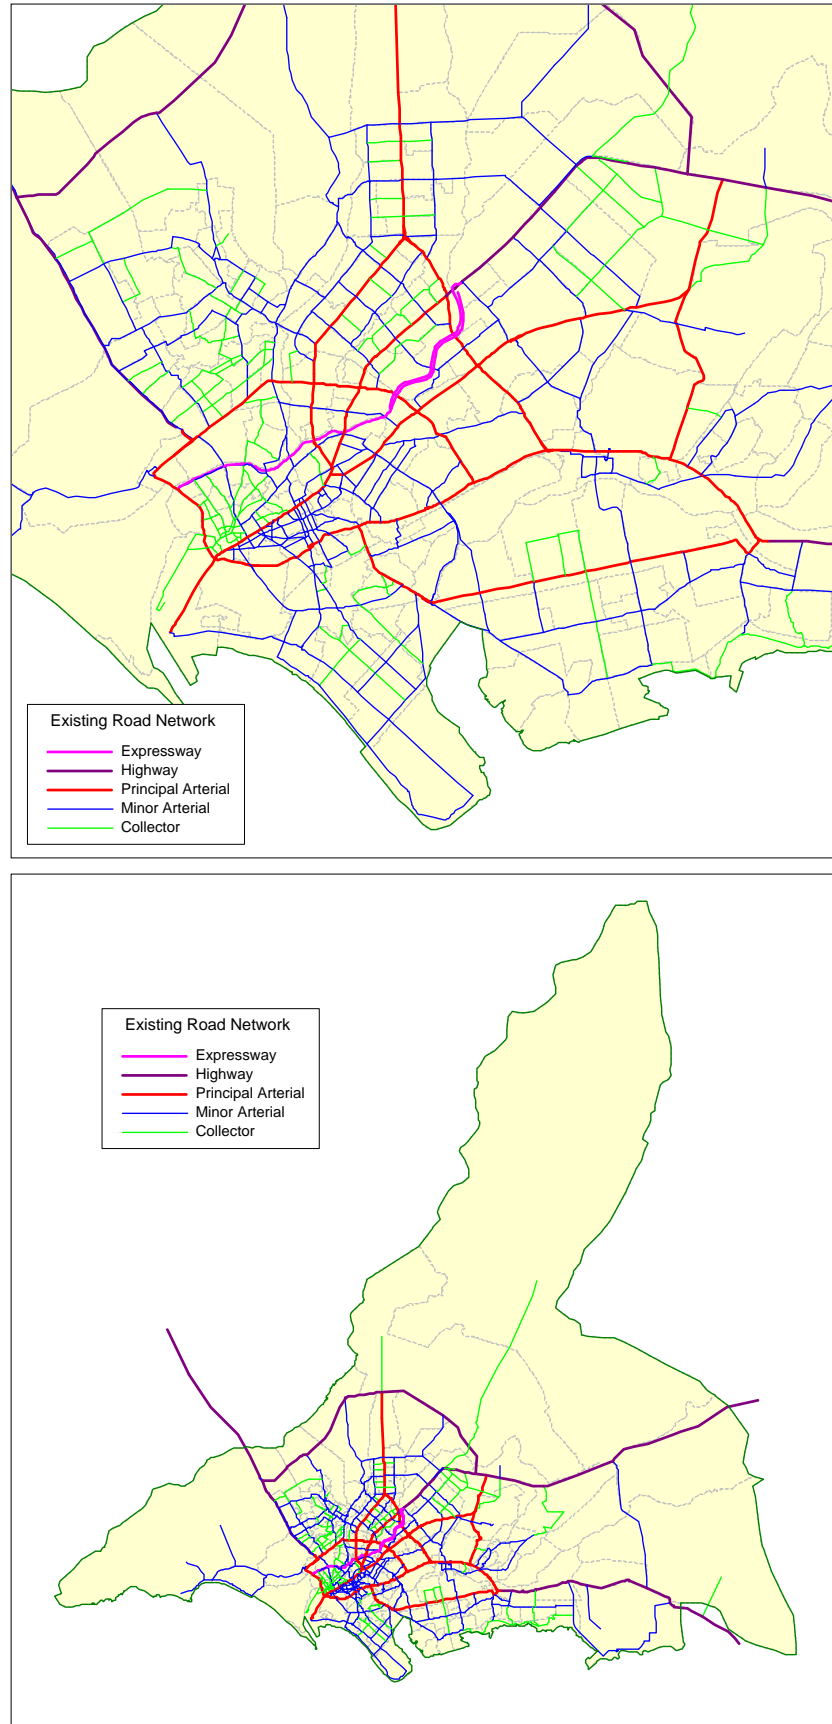 Existing Road Network
Expressway
Highway
Principal Arterial
Minor Arterial
Collector
Existing Road Network
Expressway
Highway
Principal Arterial
Minor Arterial
Collector